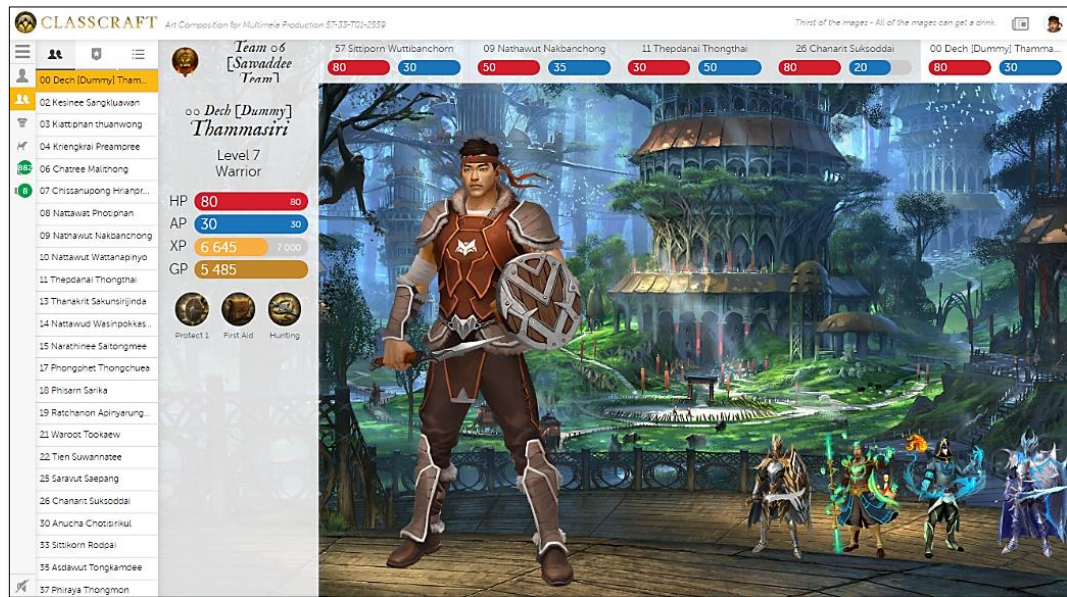 CLASSCRAFT
Art Composition for Multimeia Production 57-33-701-2559
Thirst of the mages - All of the mages can get a drink.
Team 06
[Sawaddee
Team]
57 Sittiporn Wuttibanchorn
80 30
09 Nathawut Nakbanchong
50 35
11 Thepdanai Thongthai
30 50
26 Chanarit Suksoddai
80 20
00 Dech [Dummy] Thamma...
80 30
00 Dech [Dummy] Tham...
02 Kesinee Sangkluawan
03 Kiattiphan thuanwong
04 Kriengkrai Preampree
06 Chatree Malithong
07 Chissanupong Hrianpr...
08 Nattawat Photiphan
09 Nathawut Nakbanchong
10 Nattawut Wattanapinyo
11 Thepdanai Thongthai
13 Thanakrit Sakunsirijinda
14 Nattawud Wasinpokkas...
15 Narathinee Saitongmee
17 Phongphet Thongchuea
18 Phisarn Sarika
19 Ratchanon Apinyarung...
21 Waroot Tookaew
22 Tien Suwannatee
25 Saravut Saepang
26 Chanarit Suksoddai
30 Anucha Chotisirikul
33 Sittikorn Rodpai
35 Asdawut Tongkamdee
37 Phiraya Thongmon
00 Dech [Dummy]
Thammasiri
Level 7
Warrior
HP 80 80
AP 30 30
XP 6 645 7 000
GP 5 485
Protect 1 First Aid Hunting